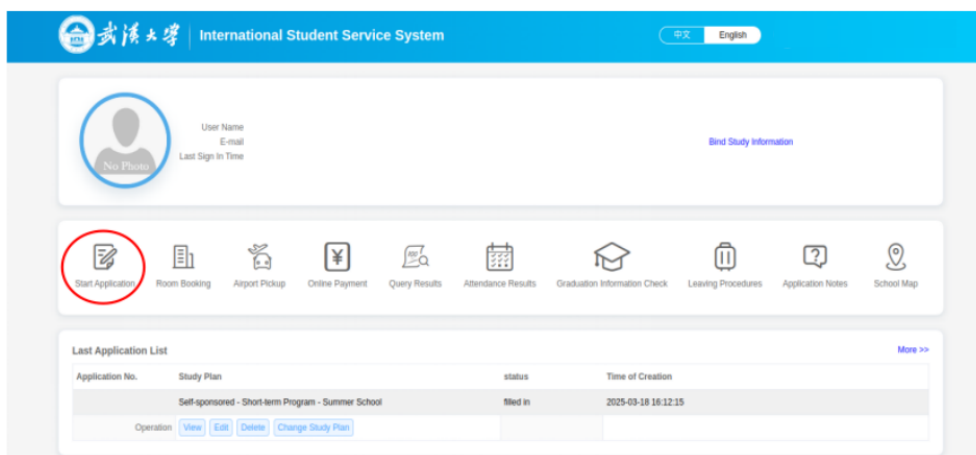 武汉大学 International Student Service System 中文 English
No Photo
User Name
E-mail
Last Sign In Time
Bind Study Information
Start Application Room Booking Airport Pickup Online Payment Query Results Attendance Results Graduation Information Check Leaving Procedures Application Notes School Map
Last Application List More >>
Application No. Study Plan status Time of Creation
Self-sponsored - Short-term Program - Summer School filled in 2025-03-18 16:12:15
Operation View Edit Delete Change Study Plan